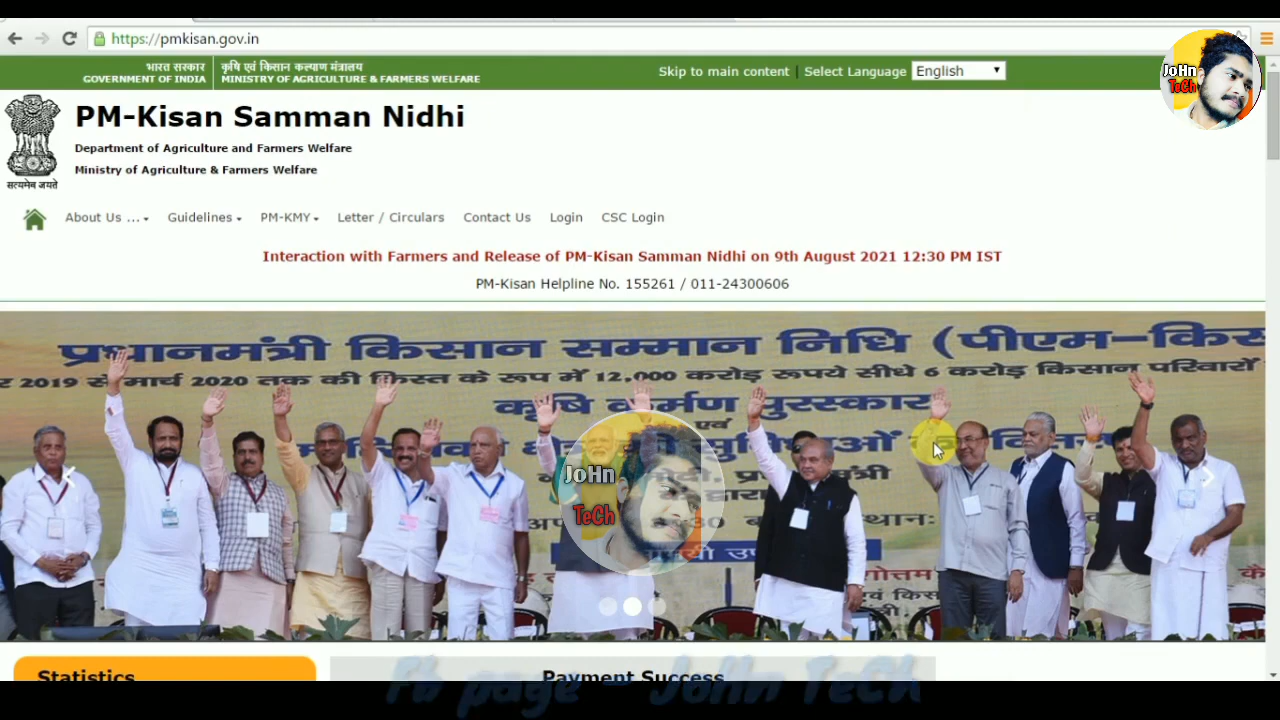 https://pmkisan.gov.in
भारत सरकार
GOVERNMENT OF INDIA
कृषि एवं किसान कल्याण मंत्रालय
MINISTRY OF AGRICULTURE & FARMERS WELFARE
Skip to main content | Select Language English
JoHn
TeCh
PM-Kisan Samman Nidhi
Department of Agriculture and Farmers Welfare
Ministry of Agriculture & Farmers Welfare
सत्यमेव जयते
About Us ... Guidelines PM-KMY Letter / Circulars Contact Us Login CSC Login
Interaction with Farmers and Release of PM-Kisan Samman Nidhi on 9th August 2021 12:30 PM IST
PM-Kisan Helpline No. 155261 / 011-24300606
प्रधानमंत्री किसान सम्मान निधि (पीएम-किस
र 2019 से मार्च 2020 तक की किस्त के रूप में 12,000 करोड़ रूपये सीधे 6 करोड़ किसान परिवारों
कृषि कर्मण पुरस्कार
एवं
JoHn
TeCh
Statistics
Payment Success
Fb page - JoHn TeCh